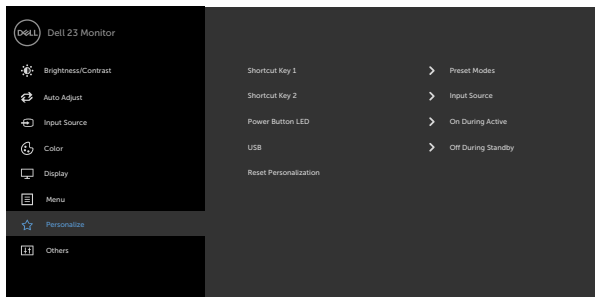 DELL Dell 23 Monitor
Brightness/Contrast
Auto Adjust
Input Source
Color
Display
Menu
Personalize
Others
Shortcut Key 1 Preset Modes
Shortcut Key 2 Input Source
Power Button LED On During Active
USB Off During Standby
Reset Personalization